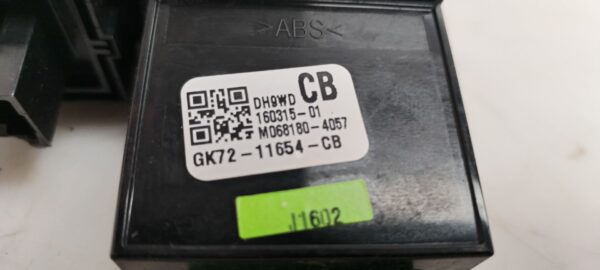 >ABS<
DH9WD CB
160315-01
M068180-4057
GK72-11654-CB
J1602